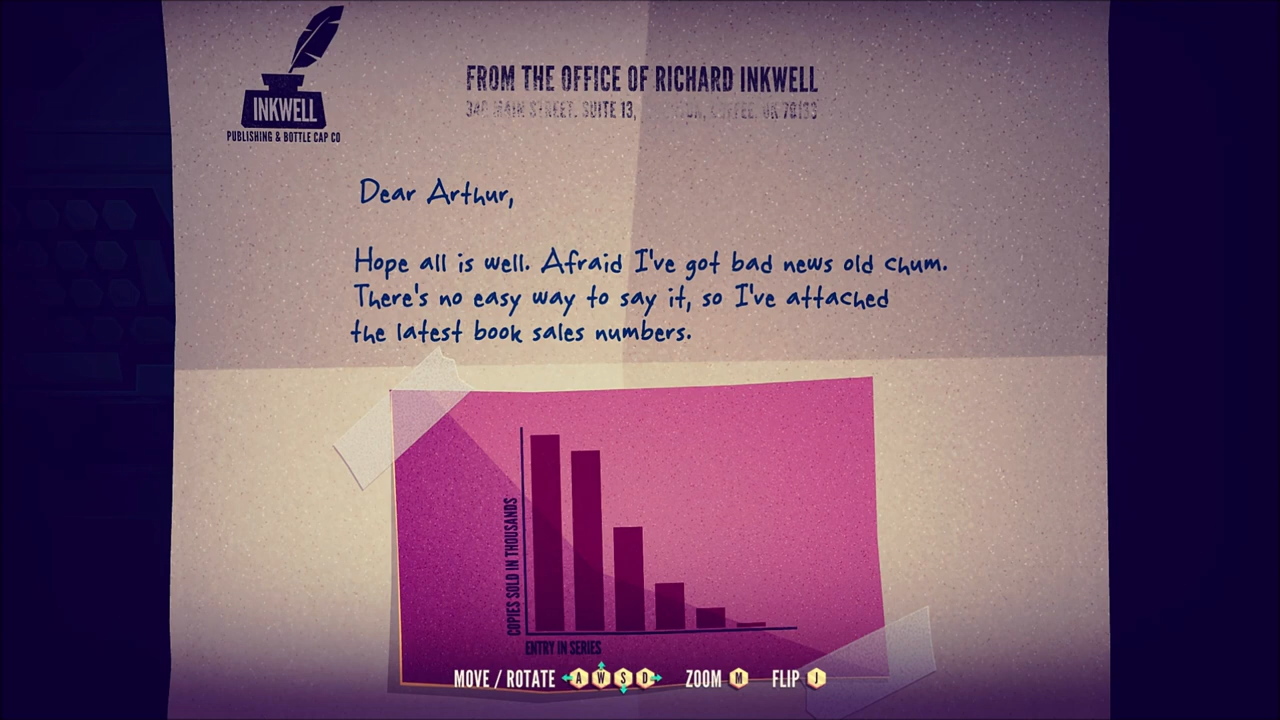 INKWELL
PUBLISHING & BOTTLE CAP CO
FROM THE OFFICE OF RICHARD INKWELL
340 MAIN STREET, SUITE 13, 70133
Dear Arthur,
Hope all is well. Afraid I've got bad news old chum.
There's no easy way to say it, so I've attached
the latest book sales numbers.
COPIES SOLD IN THOUSANDS
ENTRY IN SERIES
MOVE / ROTATE A W S D ZOOM M FLIP J